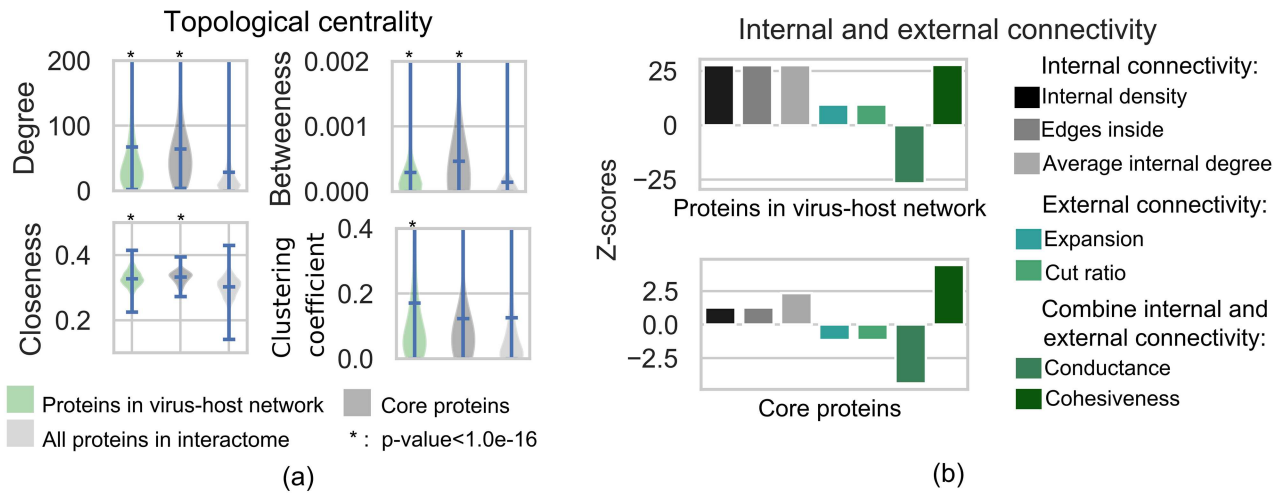 Topological centrality
* *
200
100
0
Degree
* *
0.002
0.001
0.000
Betweeness
* *
0.4
0.2
Closeness
*
0.4
0.2
0.0
Clustering
coefficient
Proteins in virus-host network
Core proteins
All proteins in interactome
* : p-value<1.0e-16
(a)
Internal and external connectivity
Z-scores
25
0
−25
Proteins in virus-host network
2.5
0.0
−2.5
Core proteins
Internal connectivity:
Internal density
Edges inside
Average internal degree
External connectivity:
Expansion
Cut ratio
Combine internal and
external connectivity:
Conductance
Cohesiveness
(b)